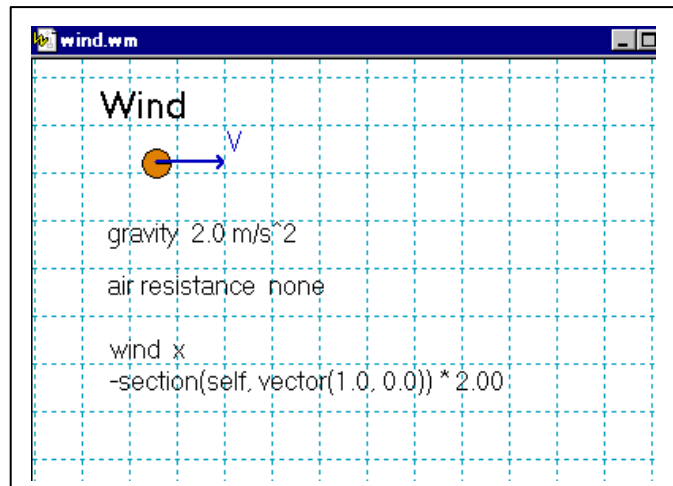 wind.wm
Wind
V
gravity 2.0 m/s^2
air resistance none
wind x
-section(self, vector(1.0, 0.0)) * 2.00